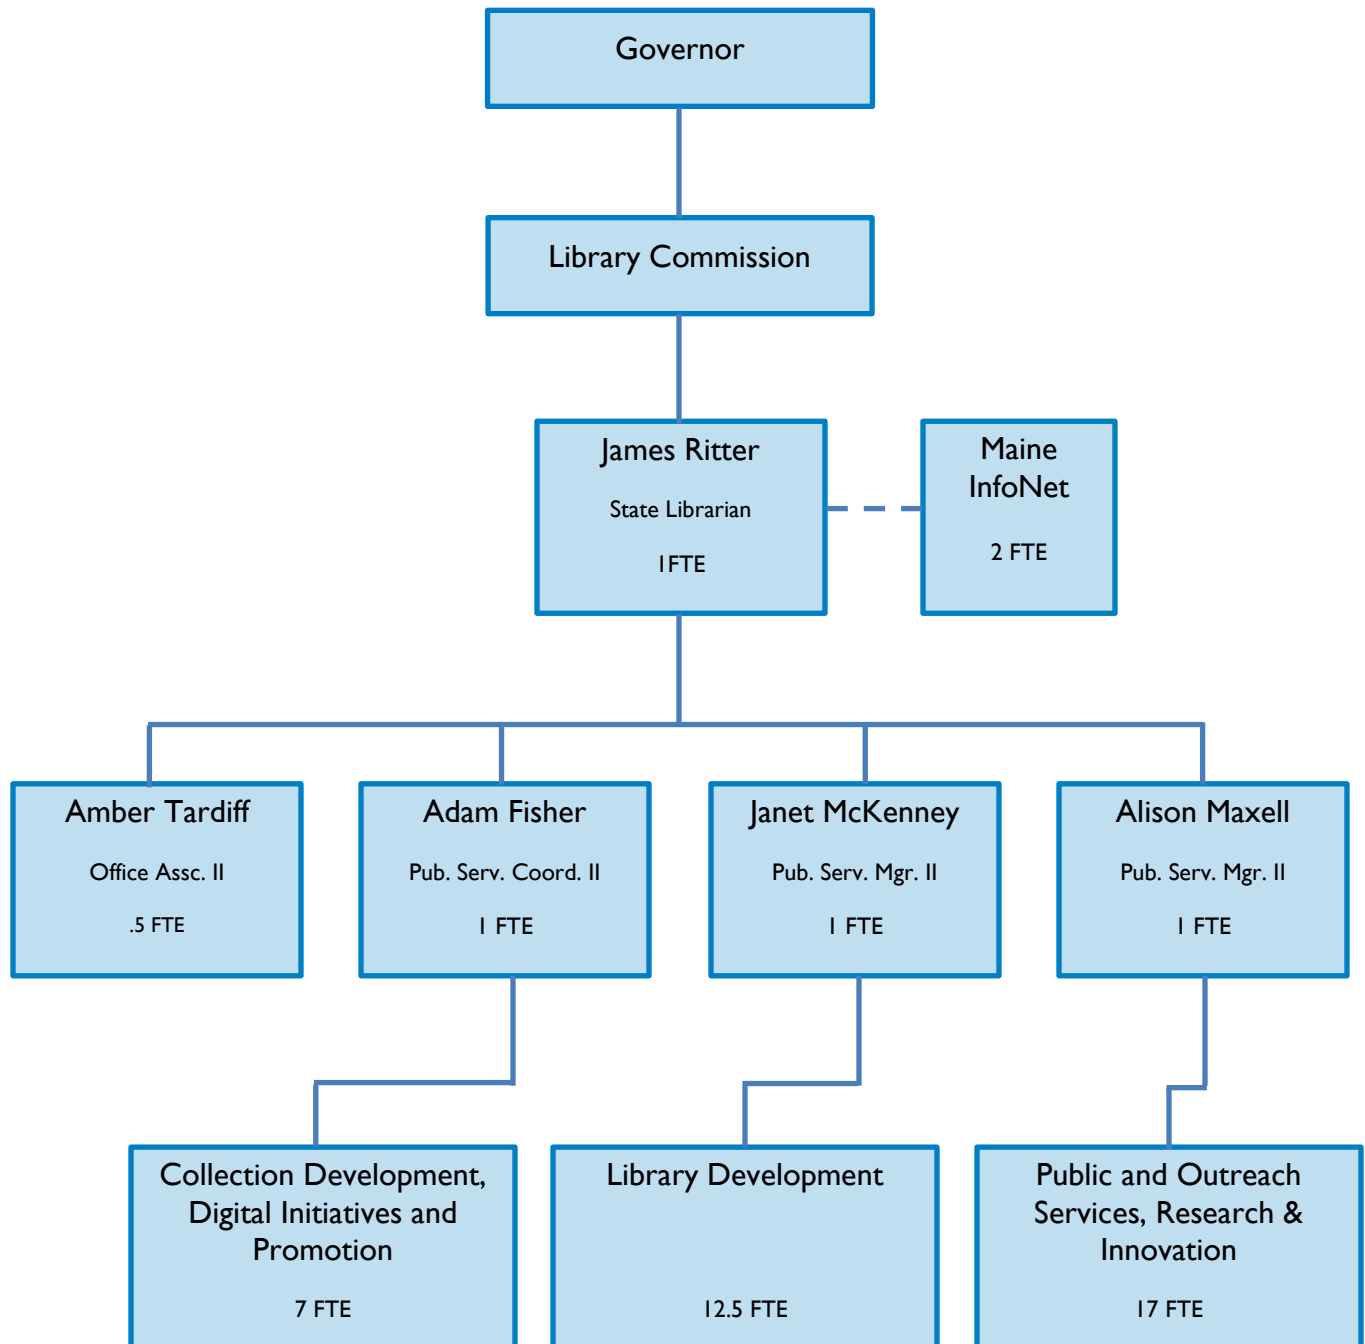 Governor
Library Commission
James Ritter
State Librarian
1FTE
Maine
InfoNet
2 FTE
Amber Tardiff
Office Assc. II
.5 FTE
Adam Fisher
Pub. Serv. Coord. II
1 FTE
Janet McKenney
Pub. Serv. Mgr. II
1 FTE
Alison Maxell
Pub. Serv. Mgr. II
1 FTE
Collection Development,
Digital Initiatives and
Promotion
7 FTE
Library Development
12.5 FTE
Public and Outreach
Services, Research &
Innovation
17 FTE